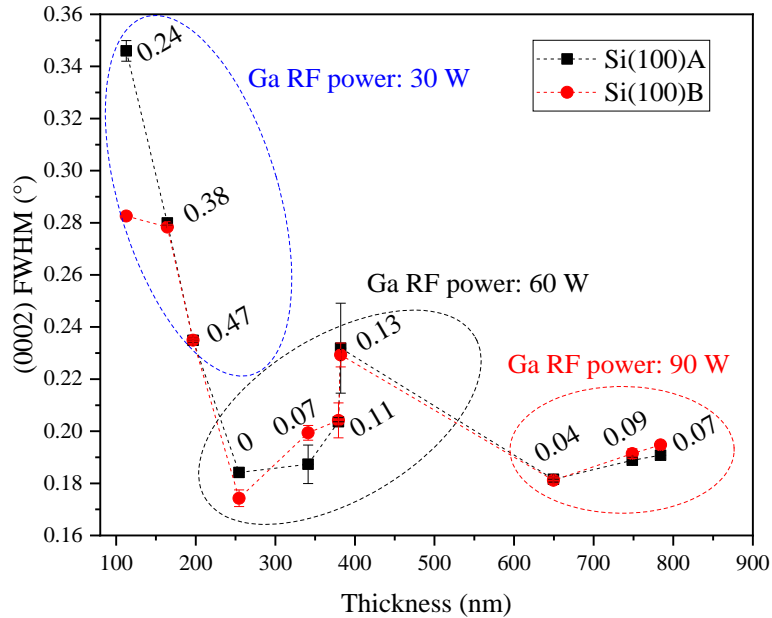 0.36
0.34
0.32
0.30
0.28
0.26
0.24
0.22
0.20
0.18
0.16
(0002) FWHM (°)
100 200 300 400 500 600 700 800 900
Thickness (nm)
Si(100)A
Si(100)B
Ga RF power: 30 W
0.24
0.38
0.47
Ga RF power: 60 W
0
0.07
0.13
0.11
Ga RF power: 90 W
0.04
0.09
0.07